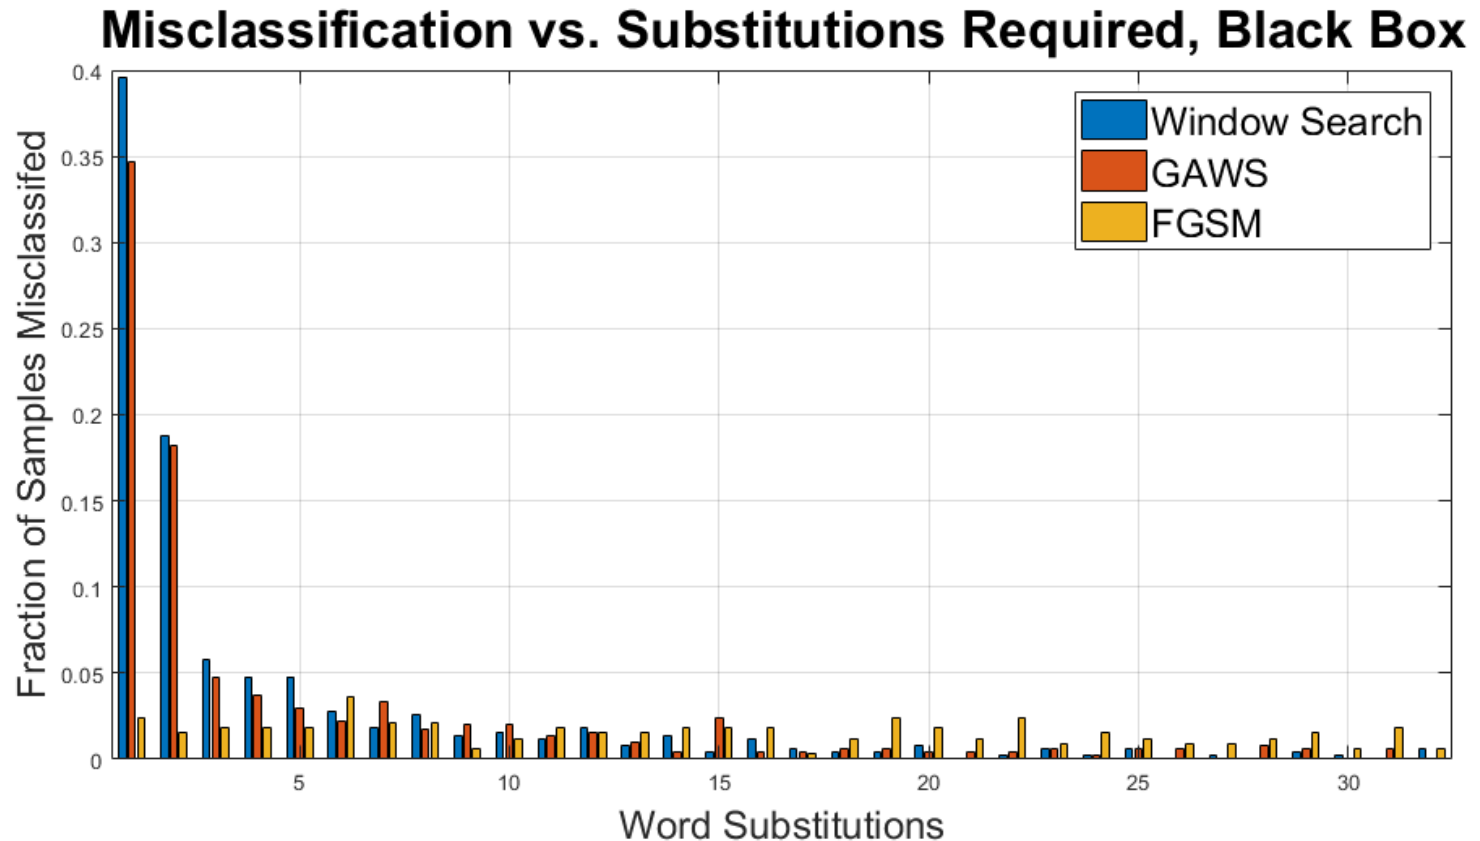 Misclassification vs. Substitutions Required, Black Box
Fraction of Samples Misclassifed
0.4
0.35
0.3
0.25
0.2
0.15
0.1
0.05
0
Window Search
GAWS
FGSM
5 10 15 20 25 30
Word Substitutions